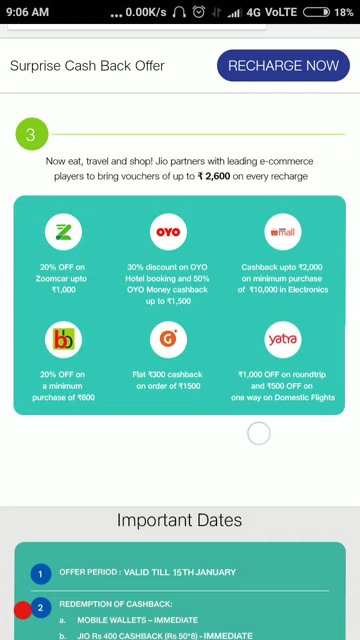 9:06 AM
... 0.00K/s 4G VoLTE 18%
Surprise Cash Back Offer
RECHARGE NOW
3
Now eat, travel and shop! Jio partners with leading e-commerce
players to bring vouchers of up to ₹ 2,600 on every recharge
Z
OYO
mall
20% OFF on
Zoomcar upto
₹1,000
30% discount on OYO
Hotel booking and 50%
OYO Money cashback
up to ₹1,500
Cashback upto ₹2,000
on minimum purchase
of ₹10,000 in Electronics
bb
G
yatra
20% OFF on
a minimum
purchase of ₹600
Flat ₹300 cashback
on order of ₹1500
₹1,000 OFF on roundtrip
and ₹500 OFF on
one way on Domestic Flights
Important Dates
1
OFFER PERIOD : VALID TILL 15TH JANUARY
2
REDEMPTION OF CASHBACK:
a. MOBILE WALLETS – IMMEDIATE
b. JIO RS 400 CASHBACK (RS 50*8) - IMMEDIATE